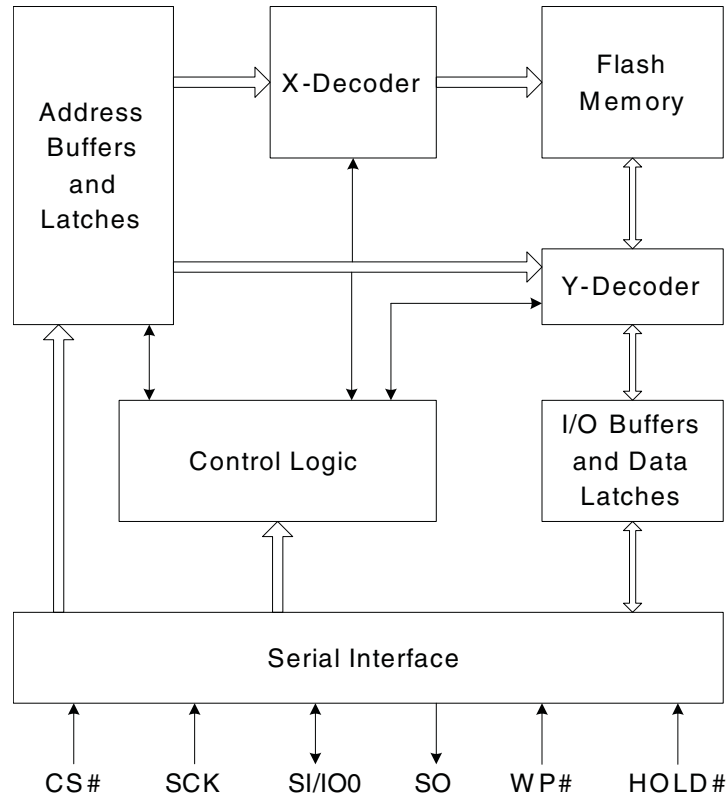 Address
Buffers
and
Latches
X-Decoder
Flash
Memory
Y-Decoder
Control Logic
I/O Buffers
and Data
Latches
Serial Interface
CS# SCK SI/IO0 SO WP# HOLD#